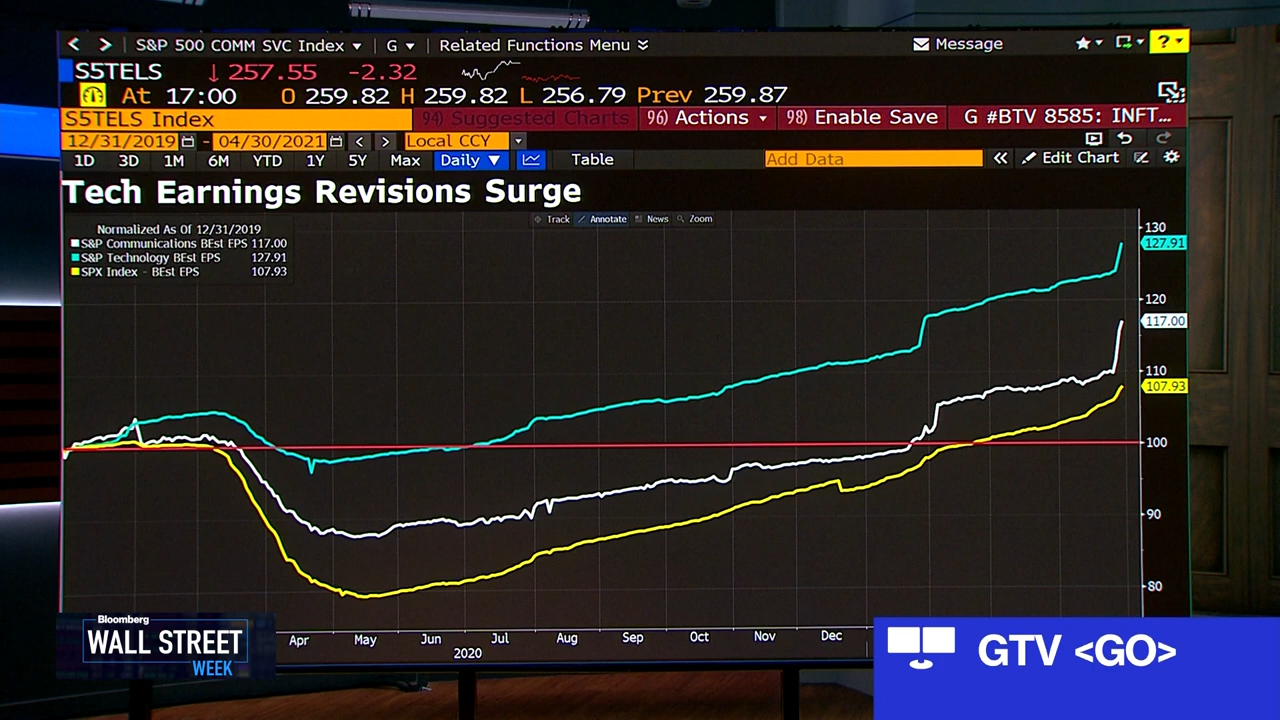 < > S&P 500 COMM SVC Index ▾ G ▾ Related Functions Menu Message ?
S5TELS ↓ 257.55 -2.32
At 17:00 O 259.82 H 259.82 L 256.79 Prev 259.87
S5TELS Index 94) Suggested Charts 96) Actions 98) Enable Save G #BTV 8585: INFT...
12/31/2019 - 04/30/2021 < > Local CCY
1D 3D 1M 6M YTD 1Y 5Y Max Daily ▼ Table Add Data « Edit Chart
Tech Earnings Revisions Surge
Track Annotate News Zoom
Normalized As Of 12/31/2019
S&P Communications BEst EPS 117.00
S&P Technology BEst EPS 127.91
SPX Index - BEst EPS 107.93
130
127.91
120
117.00
110
107.93
100
90
80
Apr May Jun Jul Aug Sep Oct Nov Dec
2020
Bloomberg
WALL STREET
WEEK
GTV <GO>